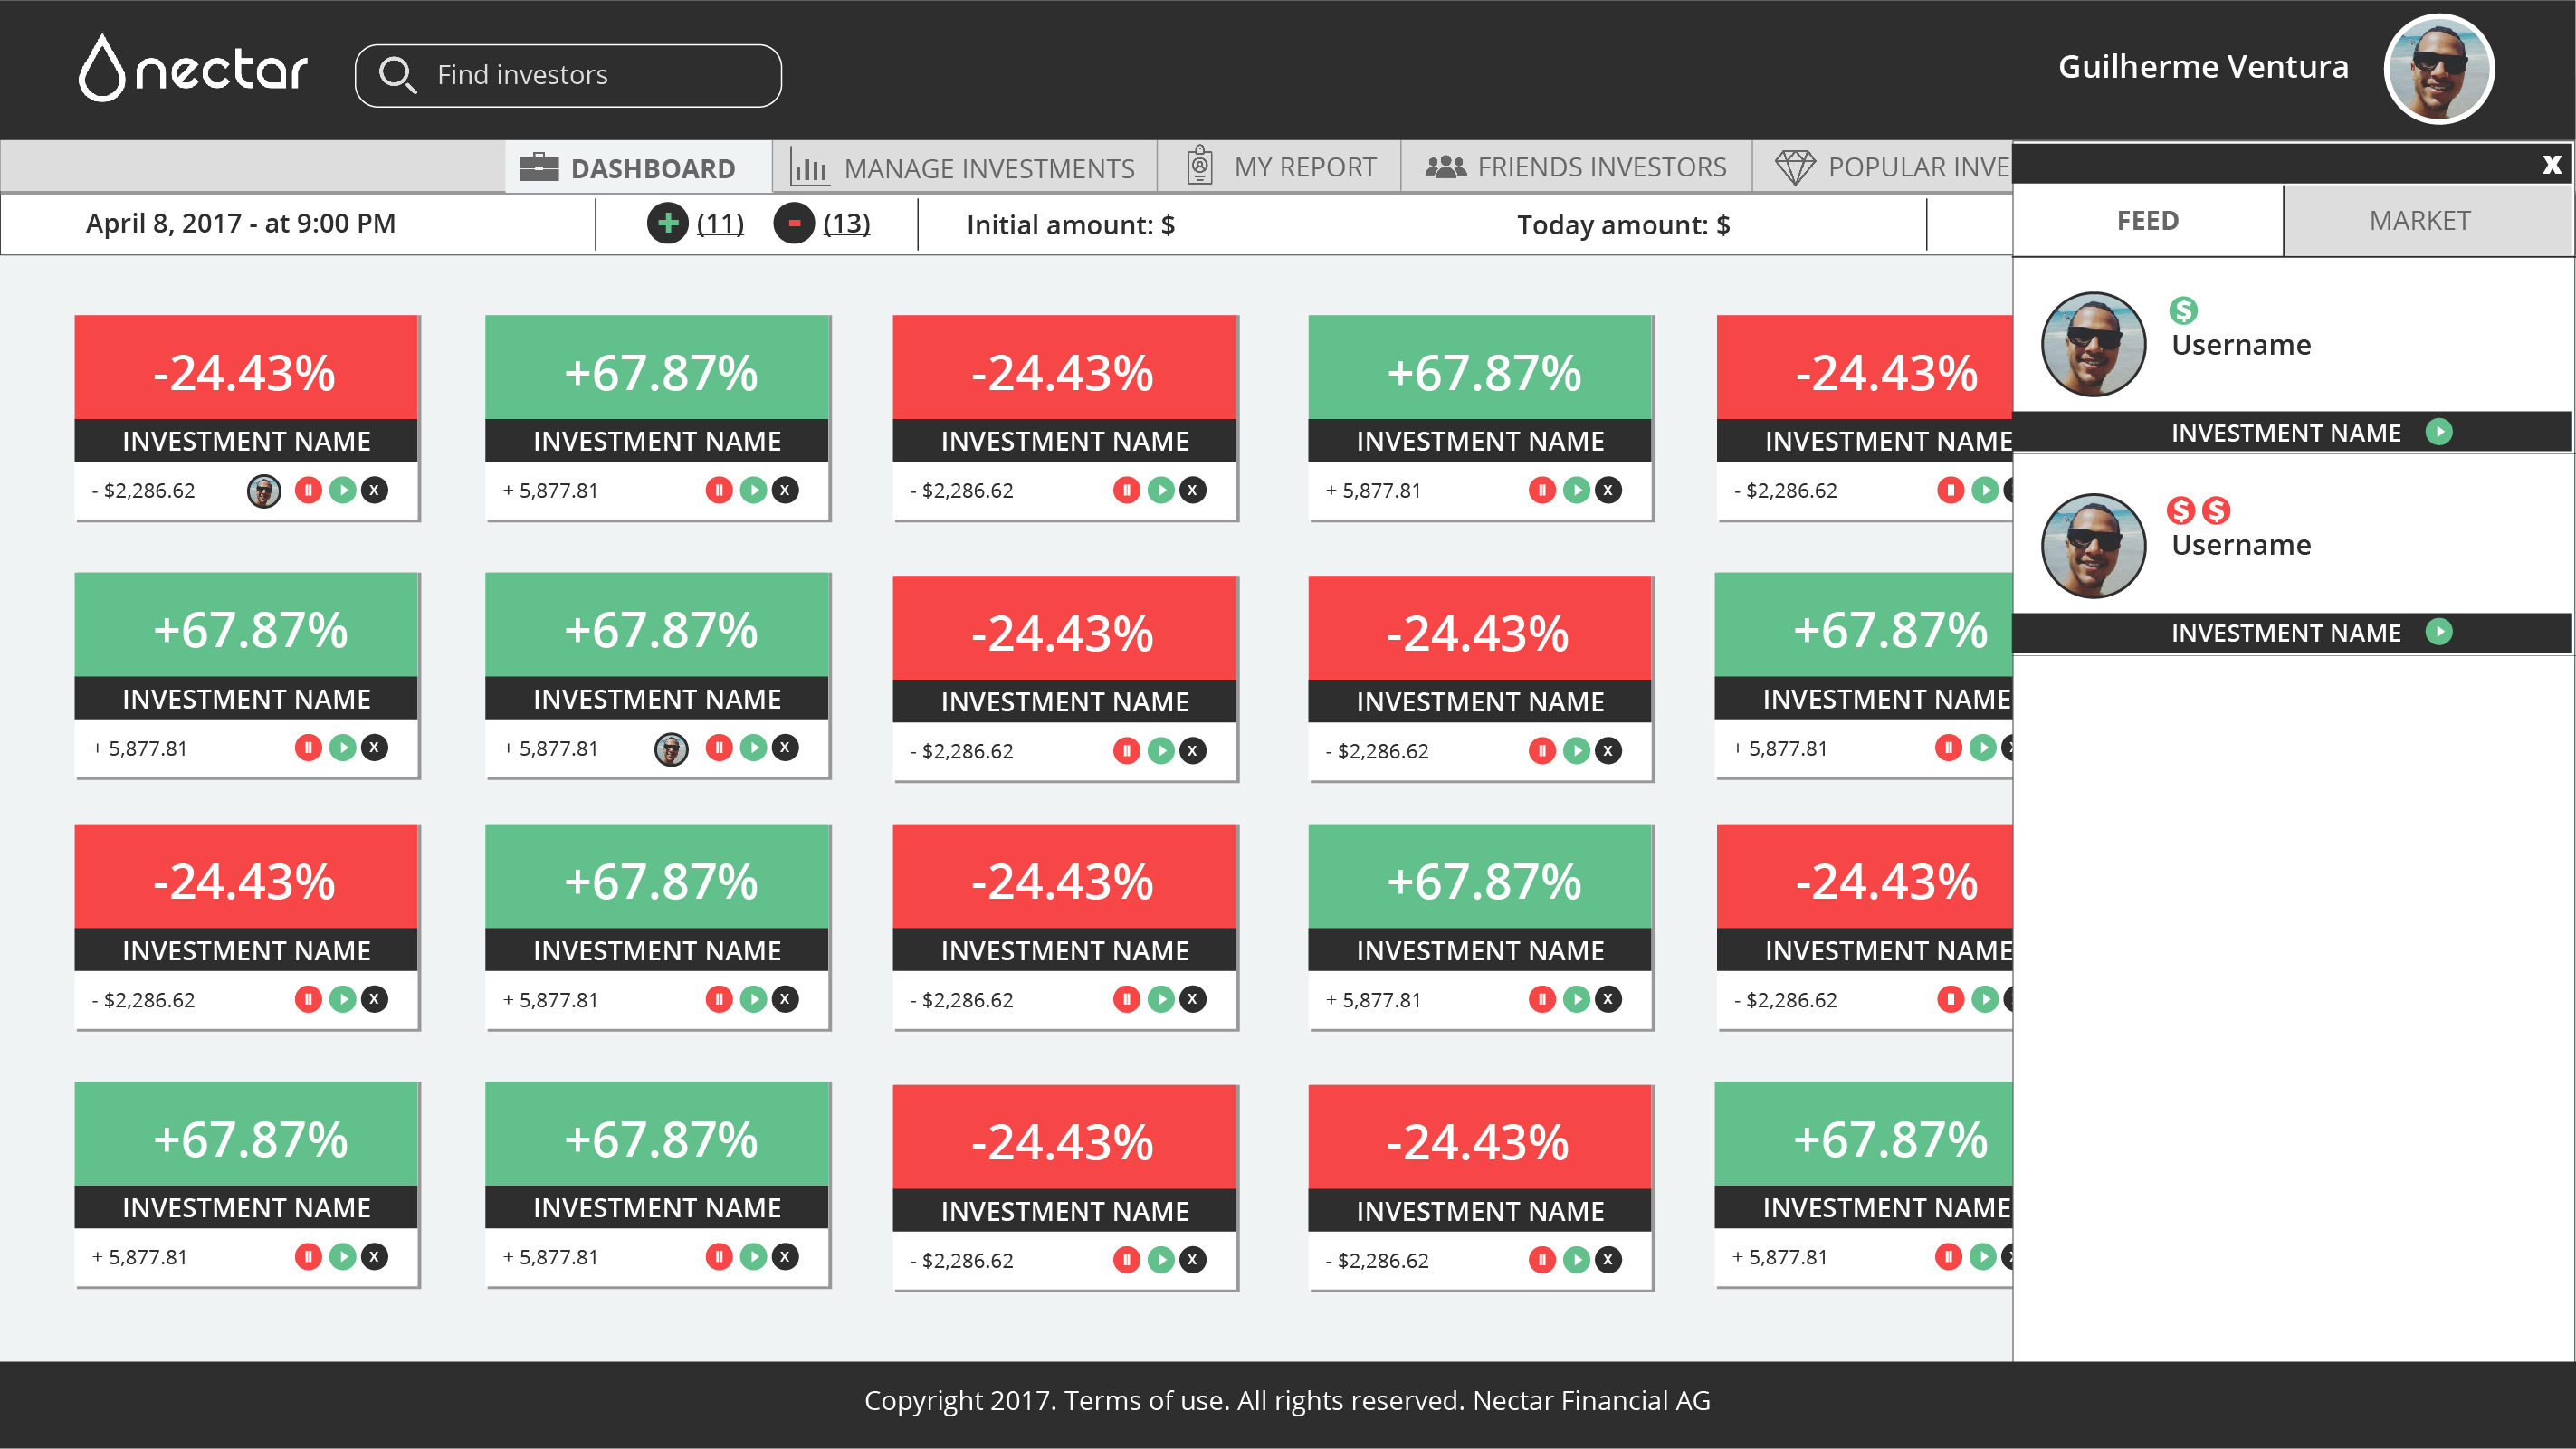 nectar
Find investors
Guilherme Ventura
DASHBOARD
MANAGE INVESTMENTS
MY REPORT
FRIENDS INVESTORS
POPULAR INVE
X
April 8, 2017 - at 9:00 PM
+ (11)
- (13)
Initial amount: $
Today amount: $
FEED
MARKET
$
Username
INVESTMENT NAME
$ $
Username
INVESTMENT NAME
-24.43%
INVESTMENT NAME
- $2,286.62 X
+67.87%
INVESTMENT NAME
+ 5,877.81 X
-24.43%
INVESTMENT NAME
- $2,286.62 X
+67.87%
INVESTMENT NAME
+ 5,877.81 X
-24.43%
INVESTMENT NAME
- $2,286.62
+67.87%
INVESTMENT NAME
+ 5,877.81 X
+67.87%
INVESTMENT NAME
+ 5,877.81 X
-24.43%
INVESTMENT NAME
- $2,286.62 X
-24.43%
INVESTMENT NAME
- $2,286.62 X
+67.87%
INVESTMENT NAME
+ 5,877.81
-24.43%
INVESTMENT NAME
- $2,286.62 X
+67.87%
INVESTMENT NAME
+ 5,877.81 X
-24.43%
INVESTMENT NAME
- $2,286.62 X
+67.87%
INVESTMENT NAME
+ 5,877.81 X
-24.43%
INVESTMENT NAME
- $2,286.62
+67.87%
INVESTMENT NAME
+ 5,877.81 X
+67.87%
INVESTMENT NAME
+ 5,877.81 X
-24.43%
INVESTMENT NAME
- $2,286.62 X
-24.43%
INVESTMENT NAME
- $2,286.62 X
+67.87%
INVESTMENT NAME
+ 5,877.81
Copyright 2017. Terms of use. All rights reserved. Nectar Financial AG